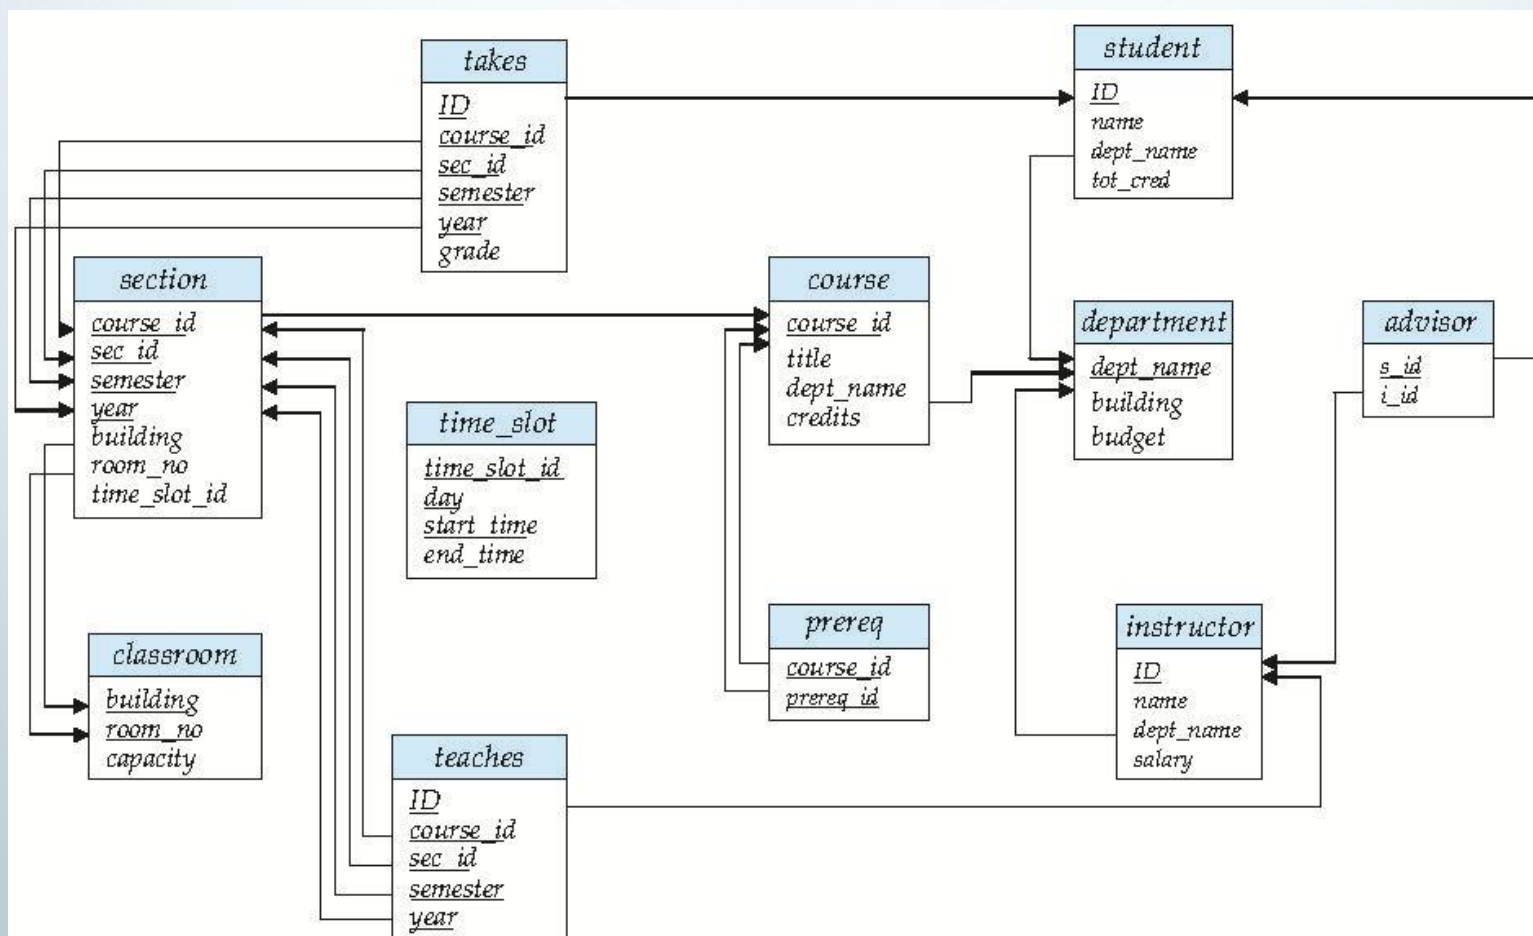 takes
ID
course_id
sec_id
semester
year
grade
student
ID
name
dept_name
tot_cred
section
course_id
sec_id
semester
year
building
room_no
time_slot_id
course
course_id
title
dept_name
credits
department
dept_name
building
budget
advisor
s_id
i_id
time_slot
time_slot_id
day
start_time
end_time
prereq
course_id
prereq_id
instructor
ID
name
dept_name
salary
classroom
building
room_no
capacity
teaches
ID
course_id
sec_id
semester
year